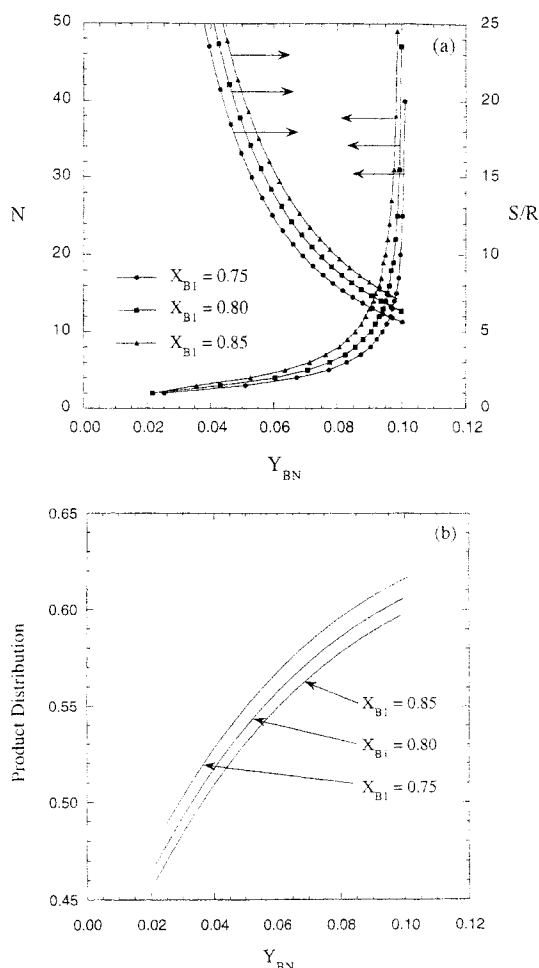 (a)
50
40
30
20
10
0
N
25
20
15
10
5
0
S/R
X_B1 = 0.75
X_B1 = 0.80
X_B1 = 0.85
0.00 0.02 0.04 0.06 0.08 0.10 0.12
Y_BN
(b)
0.65
0.60
0.55
0.50
0.45
Product Distribution
X_B1 = 0.85
X_B1 = 0.80
X_B1 = 0.75
0.00 0.02 0.04 0.06 0.08 0.10 0.12
Y_BN